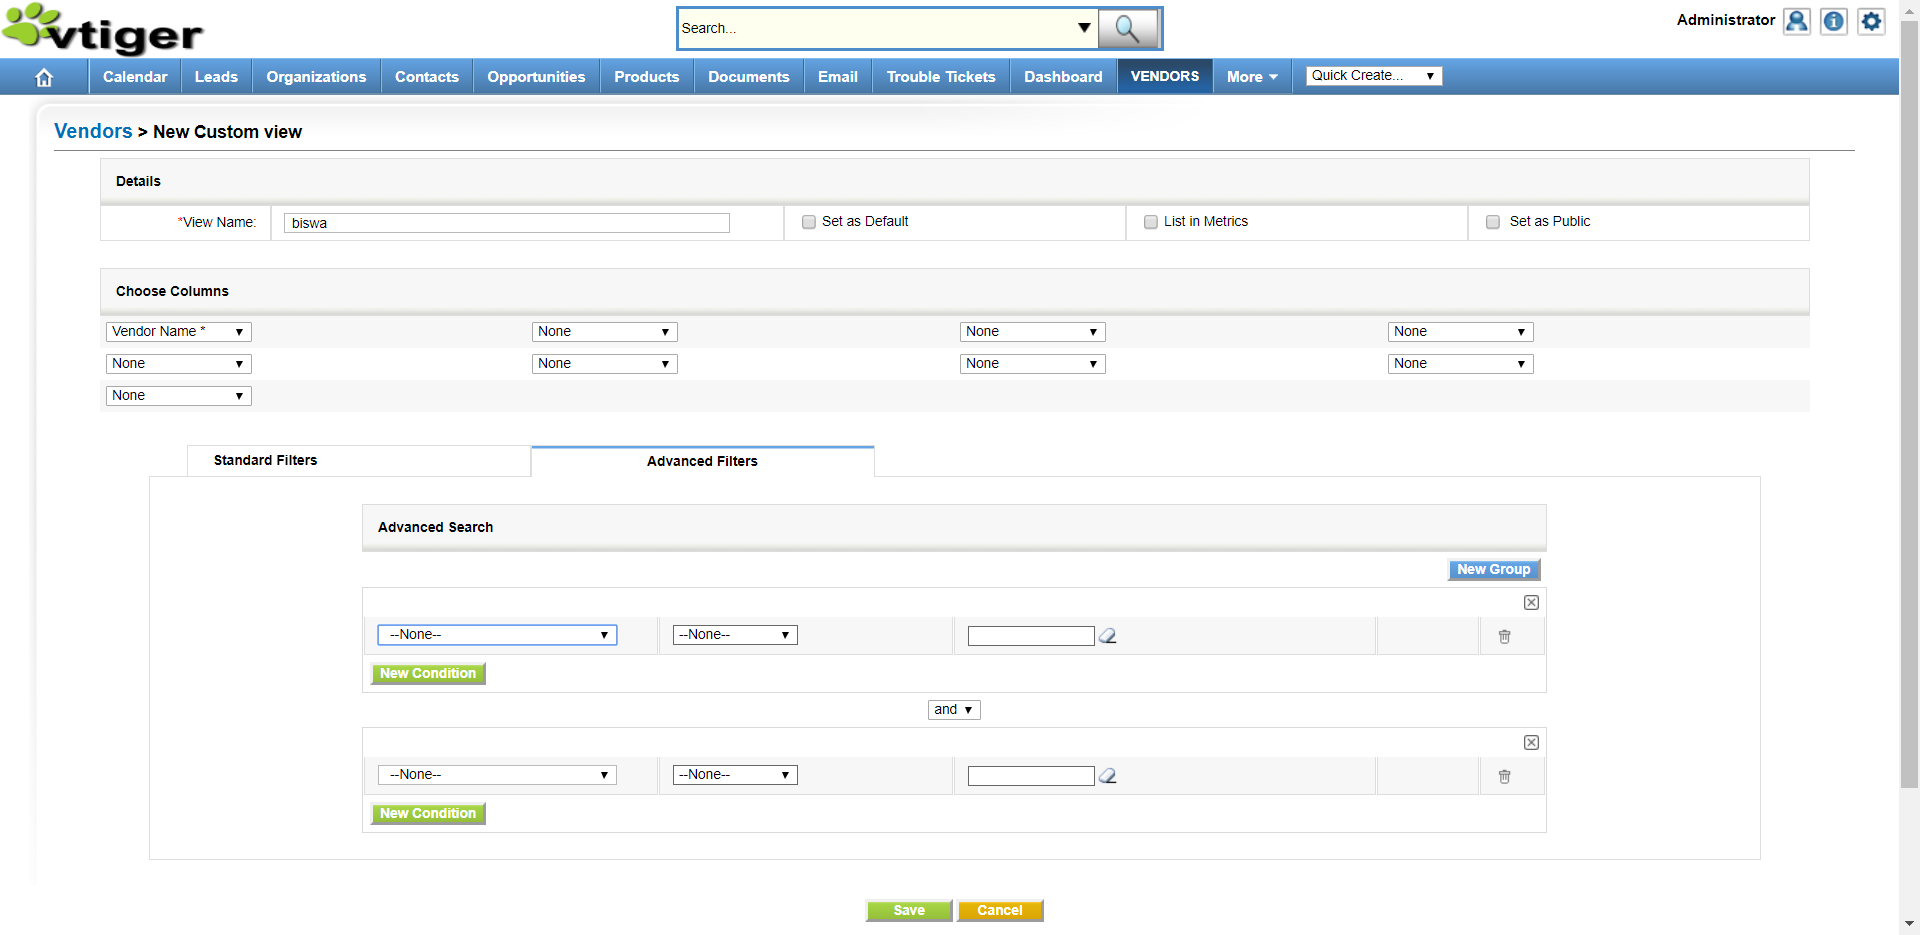 vtiger
Search...
Administrator
Calendar Leads Organizations Contacts Opportunities Products Documents Email Trouble Tickets Dashboard VENDORS More Quick Create...
Vendors > New Custom view
Details
*View Name: biswa Set as Default List in Metrics Set as Public
Choose Columns
Vendor Name * None None None
None None None None
None
Standard Filters Advanced Filters
Advanced Search
New Group
--None-- --None--
New Condition
and
--None-- --None--
New Condition
Save Cancel